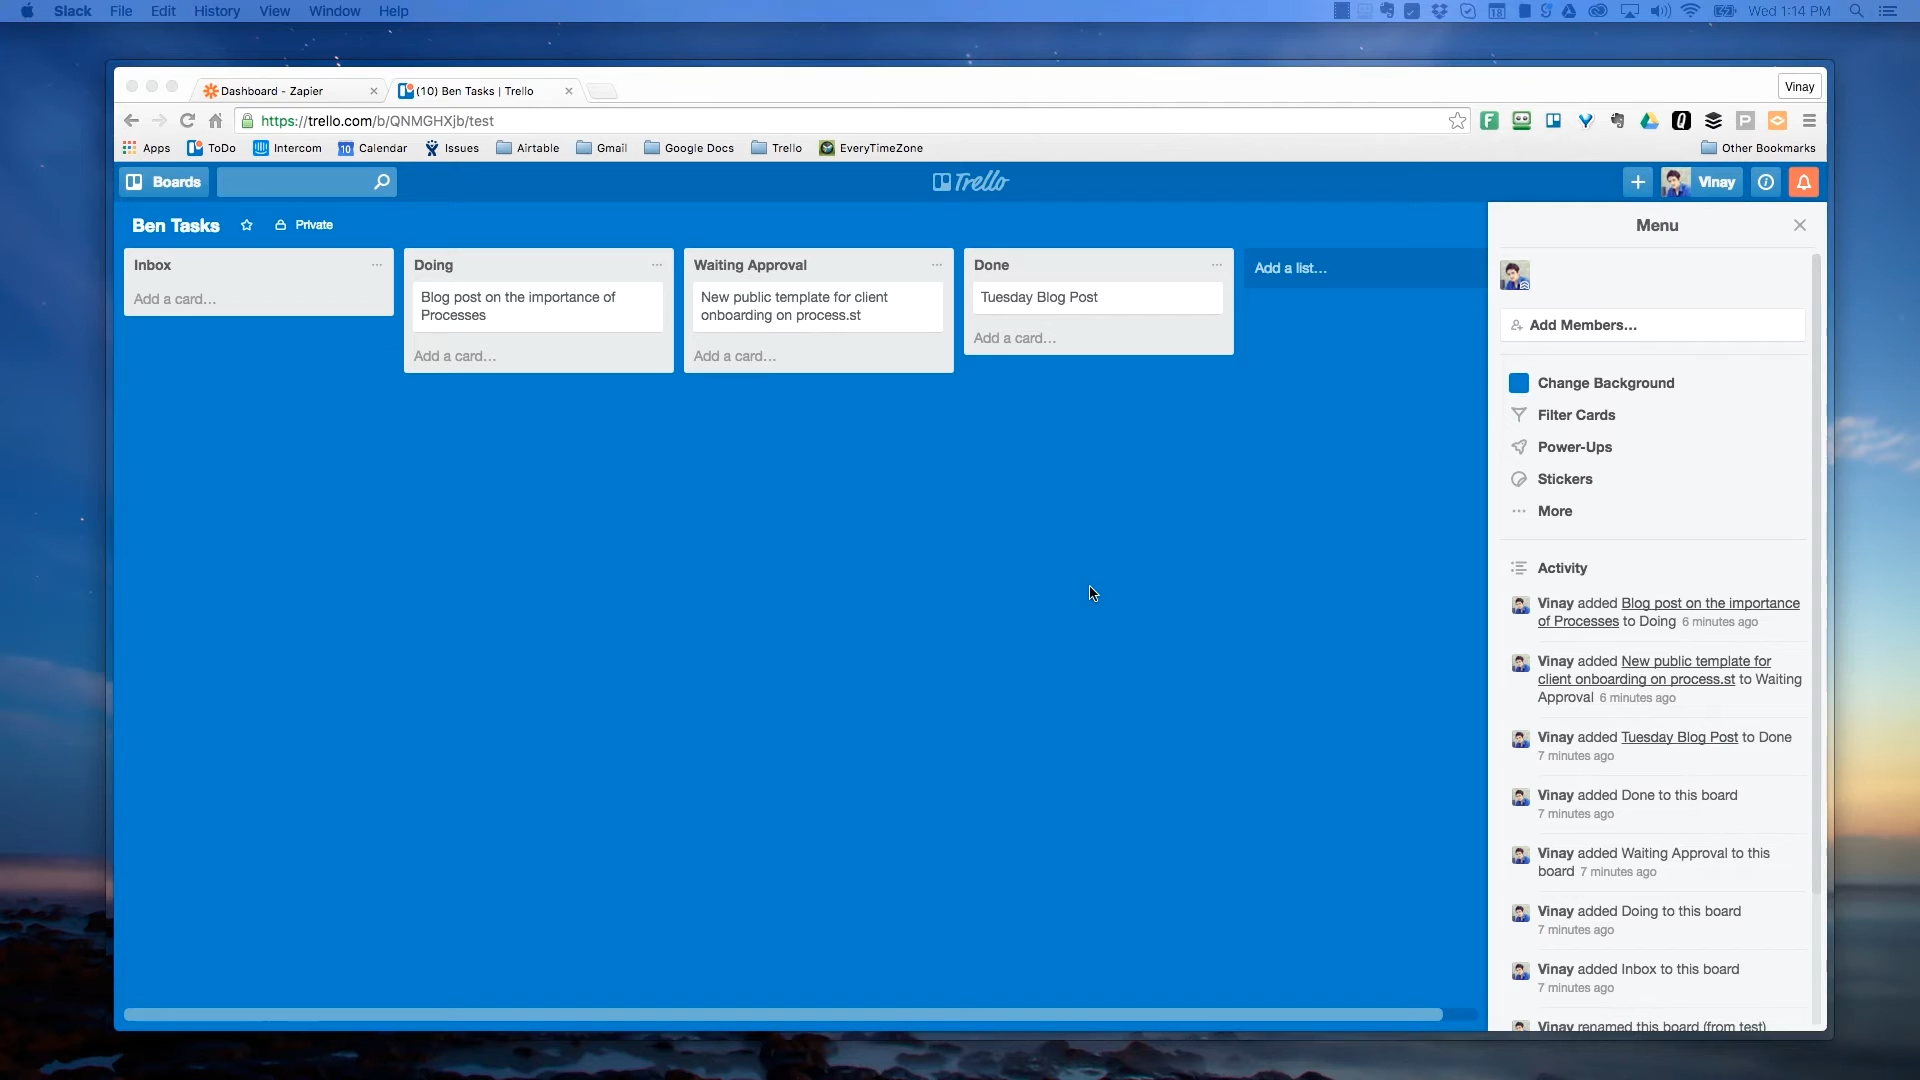 Slack File Edit History View Window Help
18
Wed 1:14 PM
Dashboard - Zapier
(10) Ben Tasks | Trello
Vinay
https://trello.com/b/QNMGHXjb/test
Apps ToDo Intercom 10 Calendar Issues Airtable Gmail Google Docs Trello EveryTimeZone Other Bookmarks
Boards
Trello
Vinay
Ben Tasks Private
Inbox
Add a card…
Doing
Blog post on the importance of
Processes
Add a card…
Waiting Approval
New public template for client
onboarding on process.st
Add a card…
Done
Tuesday Blog Post
Add a card…
Add a list…
Menu
Add Members…
Change Background
Filter Cards
Power-Ups
Stickers
More
Activity
Vinay added Blog post on the importance
of Processes to Doing 6 minutes ago
Vinay added New public template for
client onboarding on process.st to Waiting
Approval 6 minutes ago
Vinay added Tuesday Blog Post to Done
7 minutes ago
Vinay added Done to this board
7 minutes ago
Vinay added Waiting Approval to this
board 7 minutes ago
Vinay added Doing to this board
7 minutes ago
Vinay added Inbox to this board
7 minutes ago
Vinay renamed this board (from test)